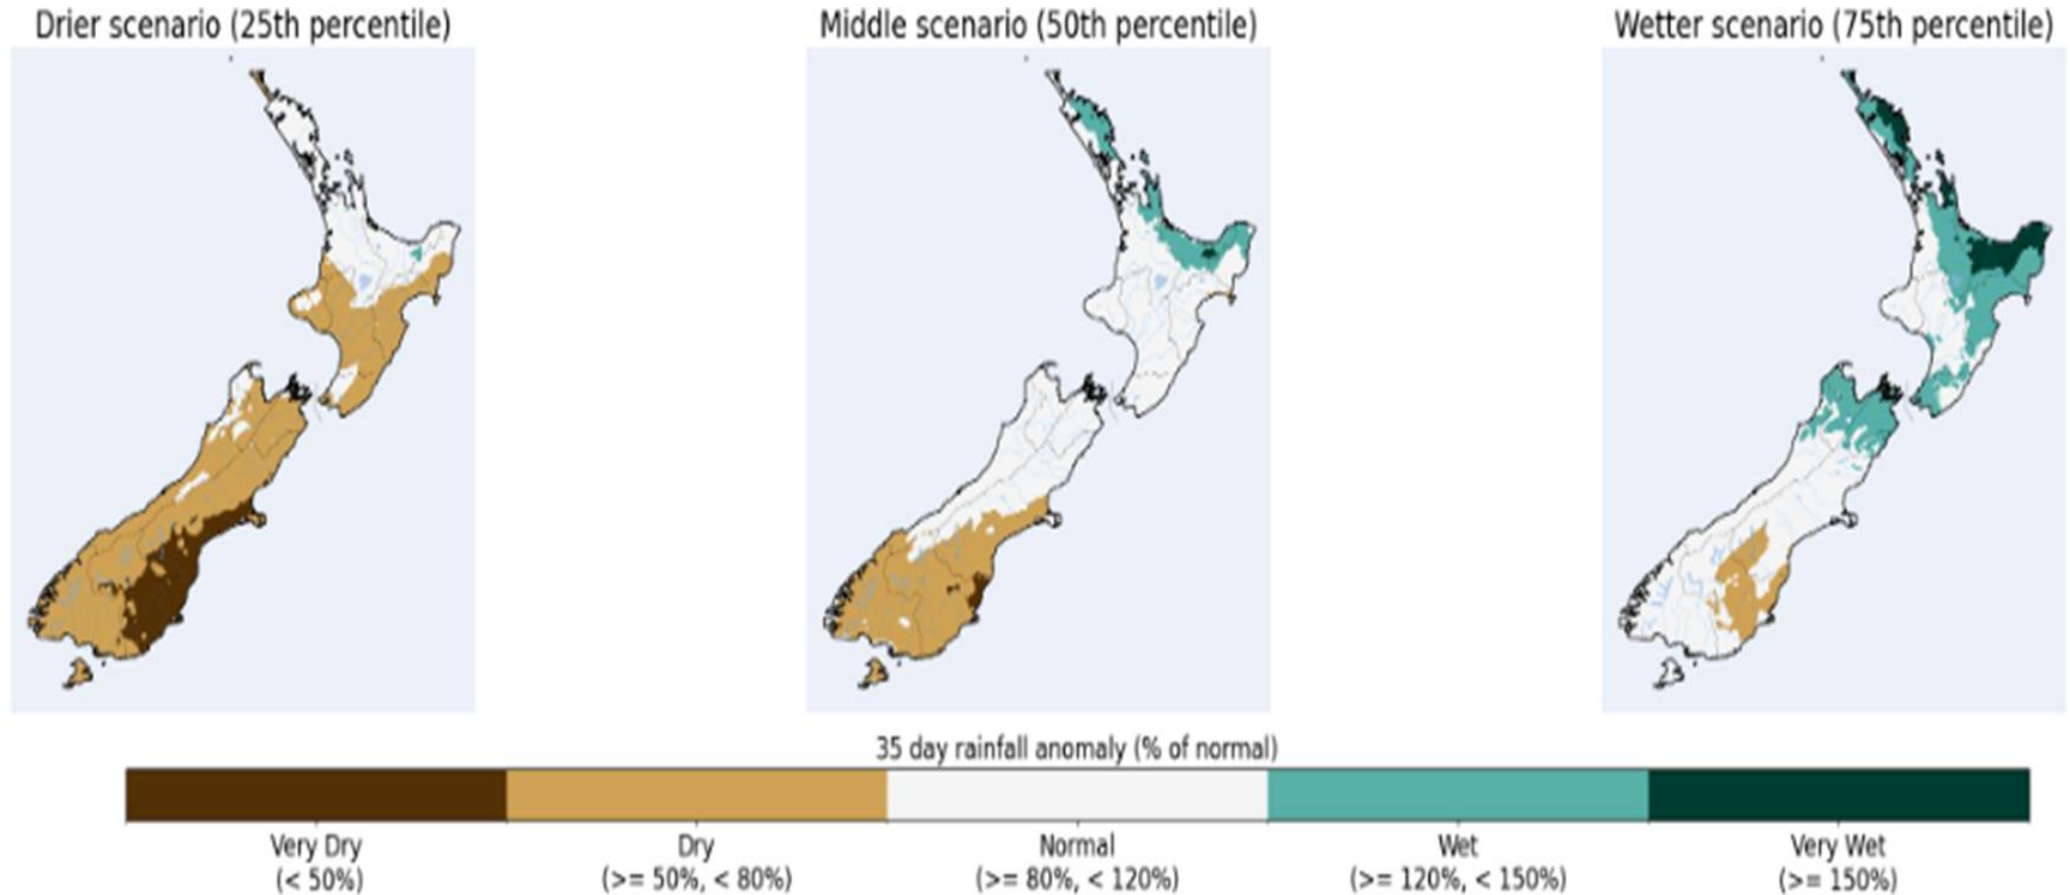 Drier scenario (25th percentile)
Middle scenario (50th percentile)
Wetter scenario (75th percentile)
35 day rainfall anomaly (% of normal)
Very Dry
(< 50%)
Dry
(>= 50%, < 80%)
Normal
(>= 80%, < 120%)
Wet
(>= 120%, < 150%)
Very Wet
(>= 150%)